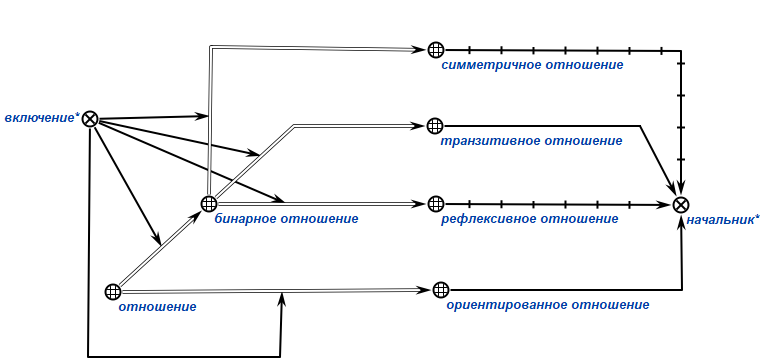 симметричное отношение
включение*
транзитивное отношение
бинарное отношение
рефлексивное отношение
начальник*
отношение
ориентированное отношение